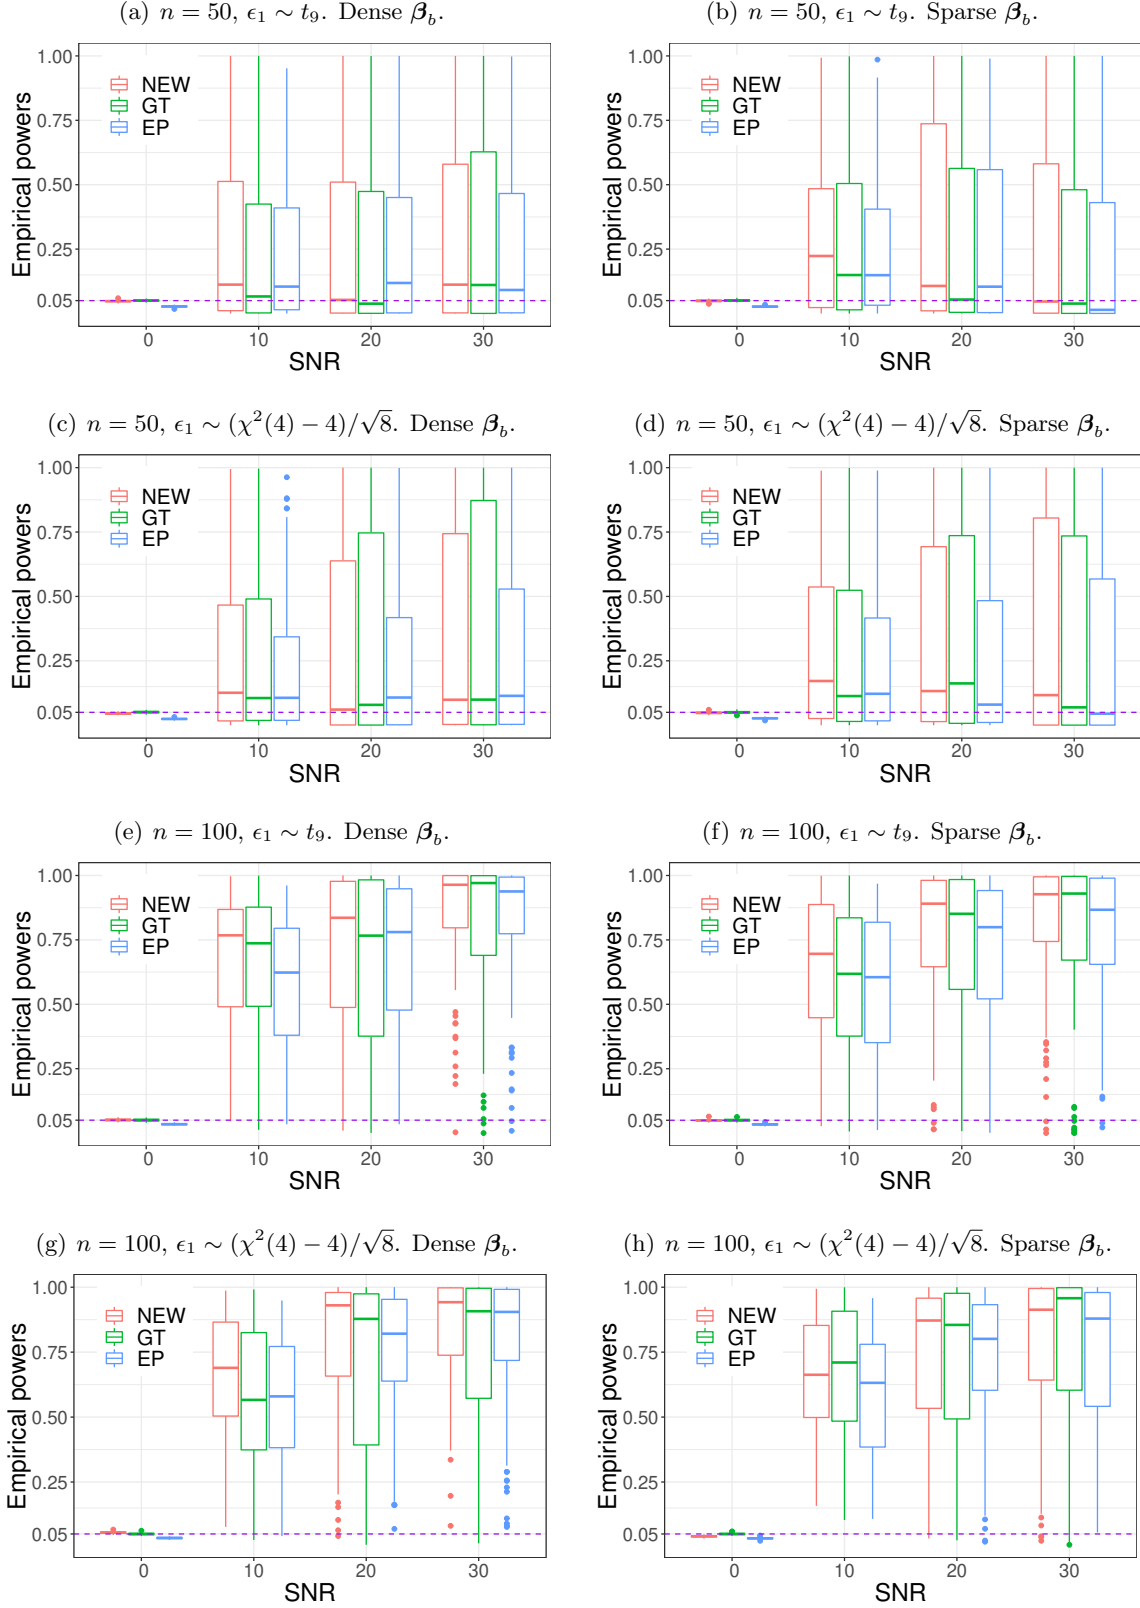 (a) n = 50, ϵ₁ ∼ t₉. Dense β_b.
Empirical powers
1.00
0.75
0.50
0.25
0.05
NEW
GT
EP
0 10 20 30
SNR
(b) n = 50, ϵ₁ ∼ t₉. Sparse β_b.
Empirical powers
1.00
0.75
0.50
0.25
0.05
NEW
GT
EP
0 10 20 30
SNR
(c) n = 50, ϵ₁ ∼ (χ²(4) − 4)/√8. Dense β_b.
Empirical powers
1.00
0.75
0.50
0.25
0.05
NEW
GT
EP
0 10 20 30
SNR
(d) n = 50, ϵ₁ ∼ (χ²(4) − 4)/√8. Sparse β_b.
Empirical powers
1.00
0.75
0.50
0.25
0.05
NEW
GT
EP
0 10 20 30
SNR
(e) n = 100, ϵ₁ ∼ t₉. Dense β_b.
Empirical powers
1.00
0.75
0.50
0.25
0.05
NEW
GT
EP
0 10 20 30
SNR
(f) n = 100, ϵ₁ ∼ t₉. Sparse β_b.
Empirical powers
1.00
0.75
0.50
0.25
0.05
NEW
GT
EP
0 10 20 30
SNR
(g) n = 100, ϵ₁ ∼ (χ²(4) − 4)/√8. Dense β_b.
Empirical powers
1.00
0.75
0.50
0.25
0.05
NEW
GT
EP
0 10 20 30
SNR
(h) n = 100, ϵ₁ ∼ (χ²(4) − 4)/√8. Sparse β_b.
Empirical powers
1.00
0.75
0.50
0.25
0.05
NEW
GT
EP
0 10 20 30
SNR